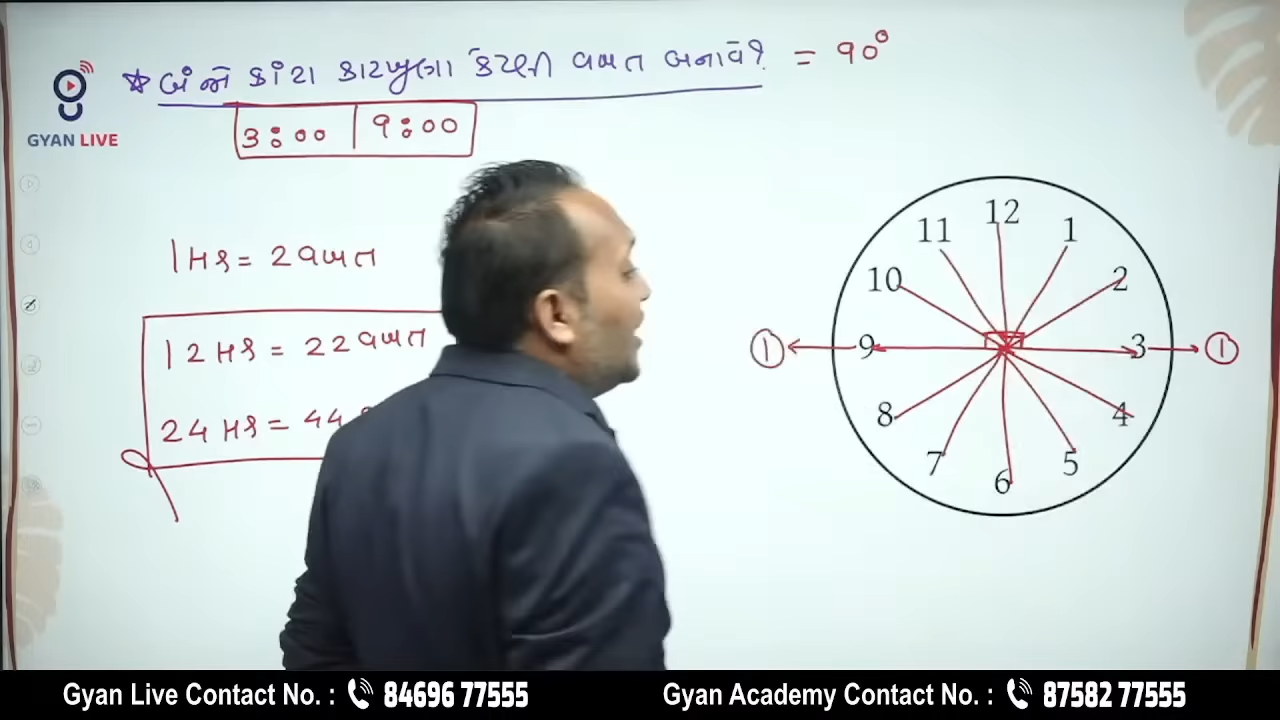 ★ બંને કાંટા કાટખુણા કેટલી વખત બનાવે? = 90°
GYAN LIVE
3:00 | 9:00
1 HR = 2 વખત
12 HR = 22 વખત
24 HR = 44
12
11 1
10 2
① 9 3 ①
8 4
7 5
6
Gyan Live Contact No. : 84696 77555 Gyan Academy Contact No. : 87582 77555